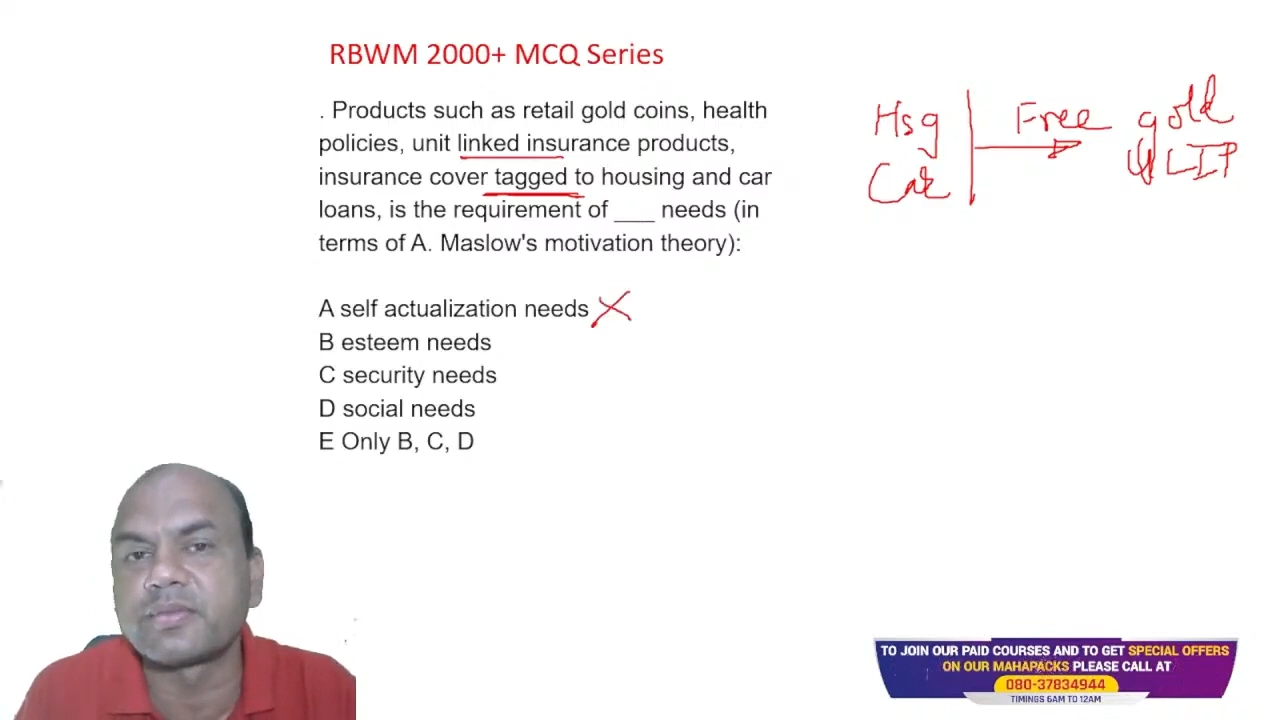 RBWM 2000+ MCQ Series
. Products such as retail gold coins, health
policies, unit linked insurance products,
insurance cover tagged to housing and car
loans, is the requirement of ___ needs (in
terms of A. Maslow's motivation theory):
A self actualization needs
B esteem needs
C security needs
D social needs
E Only B, C, D
Hsg
Car
Free gold
ULIP
TO JOIN OUR PAID COURSES AND TO GET SPECIAL OFFERS
ON OUR MAHAPACKS PLEASE CALL AT
080-37834944
TIMINGS 6AM TO 12AM